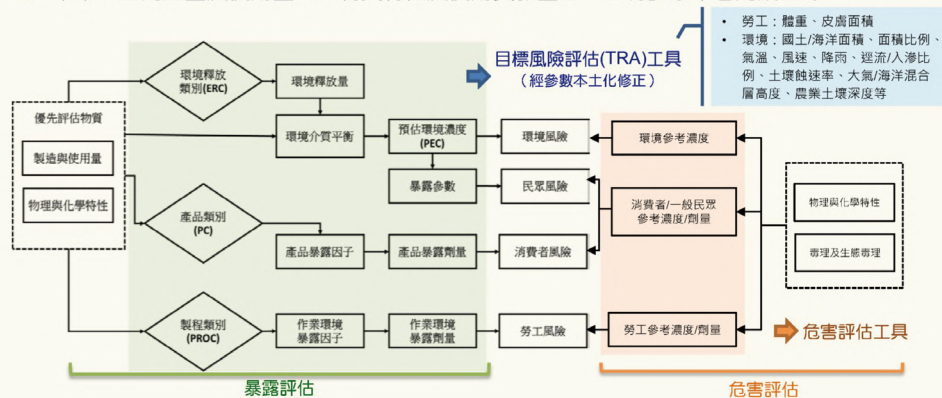 • 勞工：體重、皮膚面積
• 環境：國土/海洋面積、面積比例、
氣溫、風速、降雨、逕流/入滲比
例、土壤蝕速率、大氣/海洋混合
層高度、農業土壤深度等
目標風險評估(TRA)工具
（經參數本土化修正）
優先評估物質
製造與使用量
物理與化學特性
環境釋放
類別(ERC)
環境釋放量
環境介質平衡
預估環境濃度
(PEC)
環境風險
環境參考濃度
暴露參數
民眾風險
產品類別
(PC)
產品暴露因子
產品暴露劑量
消費者風險
消費者/一般民眾
參考濃度/劑量
物理與化學特性
毒理及生態毒理
製程類別
(PROC)
作業環境
暴露因子
作業環境
暴露劑量
勞工風險
勞工參考濃度/劑量
危害評估工具
暴露評估
危害評估